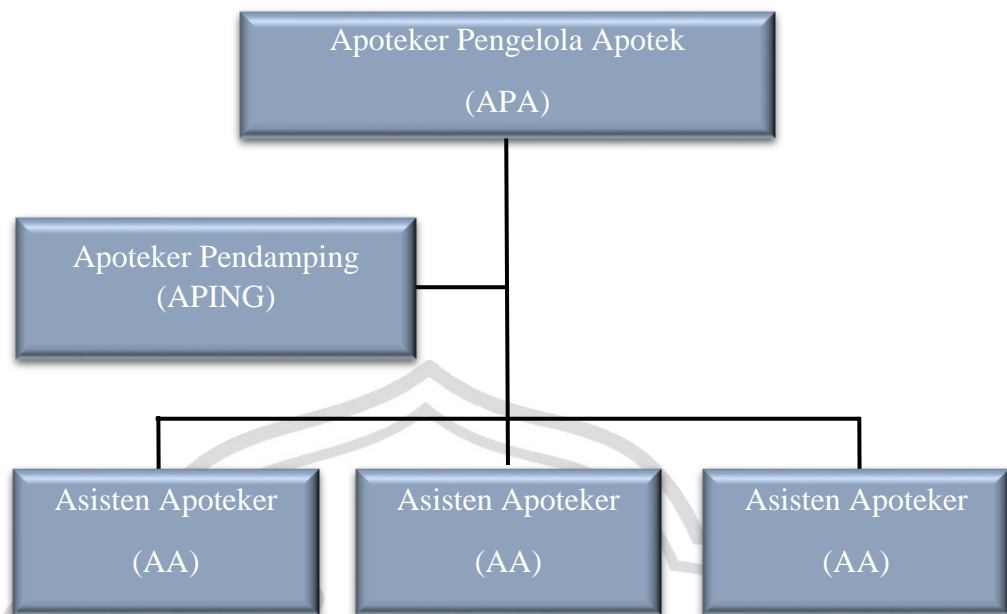 Apoteker Pengelola Apotek
(APA)
Apoteker Pendamping
(APING)
Asisten Apoteker
(AA)
Asisten Apoteker
(AA)
Asisten Apoteker
(AA)